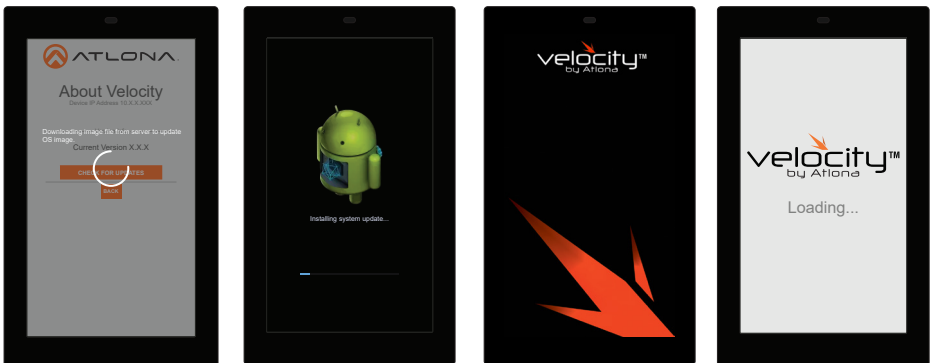 ATLONA.
About Velocity
Device IP Address 10.X.X.XXX
Downloading image file from server to update
OS image
Current Version X.X.X
CHECK FOR UPDATES
BACK
Installing system update...
velocity™
by Atlona
velocity™
by Atlona
Loading...